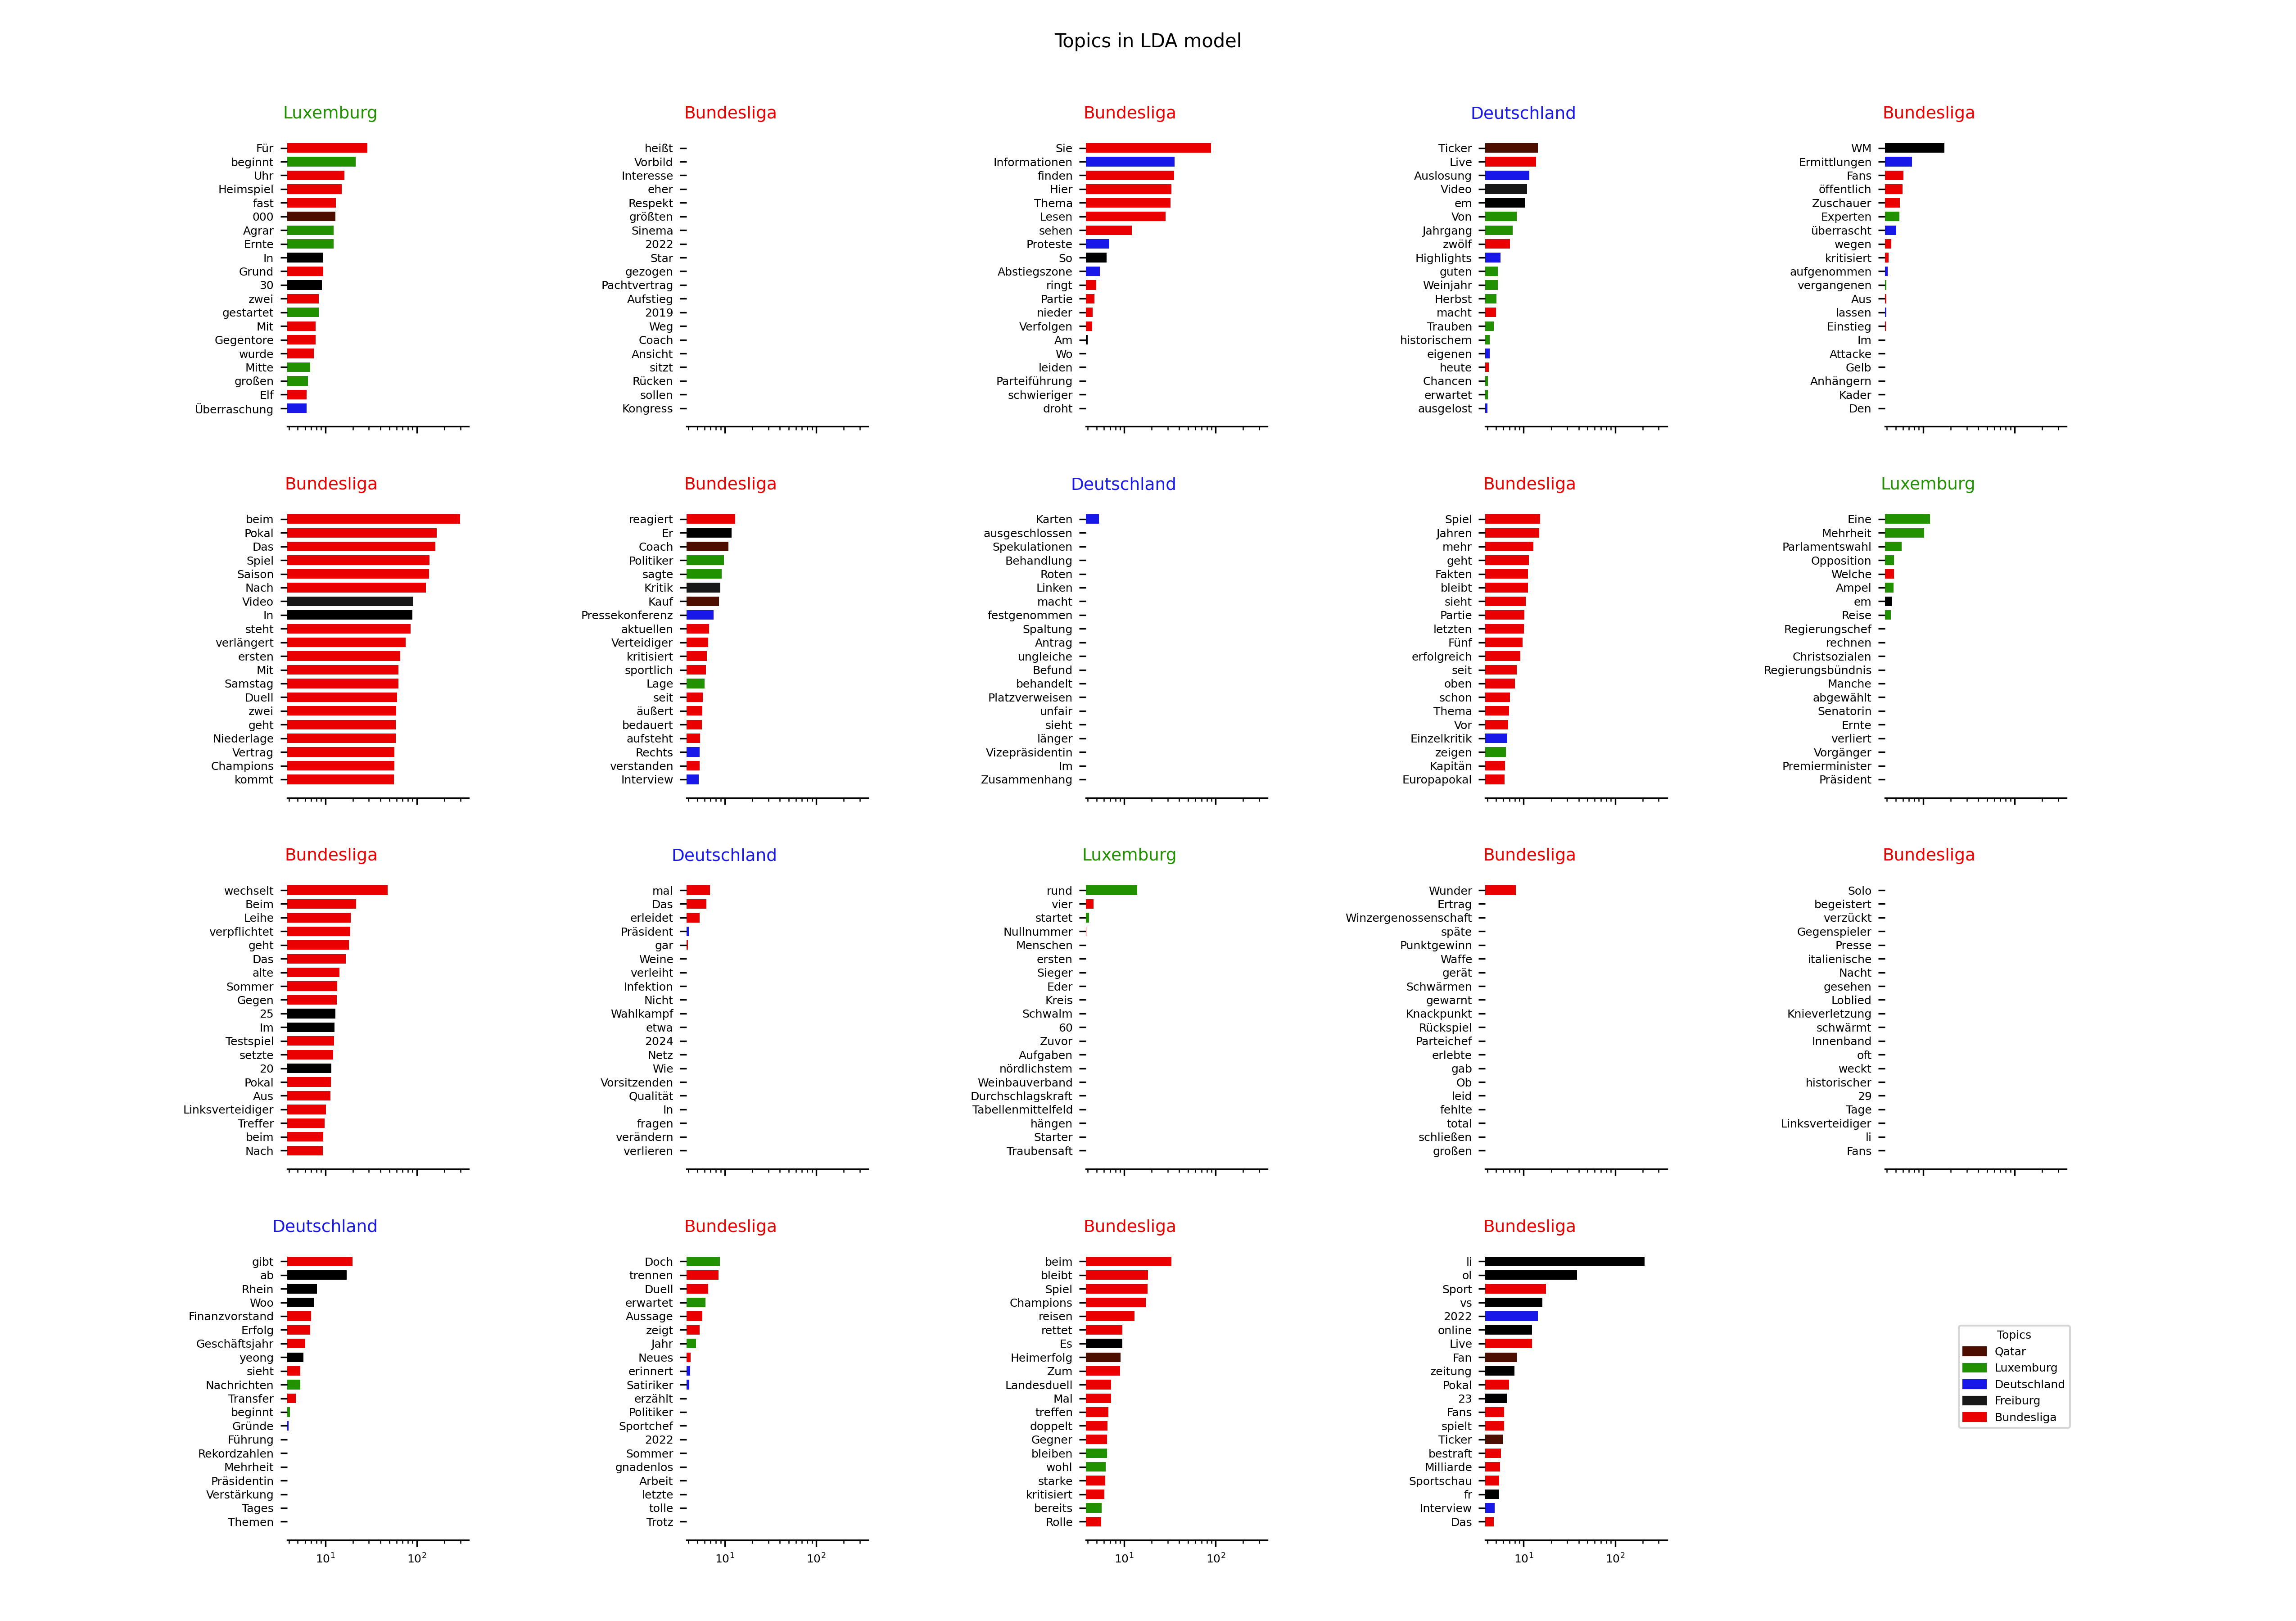 Topics in LDA model
Luxemburg
Für
beginnt
Uhr
Heimspiel
fast
000
Agrar
Ernte
In
Grund
30
zwei
gestartet
Mit
Gegentore
wurde
Mitte
großen
Elf
Überraschung
Bundesliga
heißt
Vorbild
Interesse
eher
Respekt
größten
Sinema
2022
Star
gezogen
Pachtvertrag
Aufstieg
2019
Weg
Coach
Ansicht
sitzt
Rücken
sollen
Kongress
Bundesliga
Sie
Informationen
finden
Hier
Thema
Lesen
sehen
Proteste
So
Abstiegszone
ringt
Partie
nieder
Verfolgen
Am
Wo
leiden
Parteiführung
schwieriger
droht
Deutschland
Ticker
Live
Auslosung
Video
em
Von
Jahrgang
zwölf
Highlights
guten
Weinjahr
Herbst
macht
Trauben
historischem
eigenen
heute
Chancen
erwartet
ausgelost
Bundesliga
WM
Ermittlungen
Fans
öffentlich
Zuschauer
Experten
überrascht
wegen
kritisiert
aufgenommen
vergangenen
Aus
lassen
Einstieg
Im
Attacke
Gelb
Anhängern
Kader
Den
Bundesliga
beim
Pokal
Das
Spiel
Saison
Nach
Video
In
steht
verlängert
ersten
Mit
Samstag
Duell
zwei
geht
Niederlage
Vertrag
Champions
kommt
Bundesliga
reagiert
Er
Coach
Politiker
sagte
Kritik
Kauf
Pressekonferenz
aktuellen
Verteidiger
kritisiert
sportlich
Lage
seit
äußert
bedauert
aufsteht
Rechts
verstanden
Interview
Deutschland
Karten
ausgeschlossen
Spekulationen
Behandlung
Roten
Linken
macht
festgenommen
Spaltung
Antrag
ungleiche
Befund
behandelt
Platzverweisen
unfair
sieht
länger
Vizepräsidentin
Im
Zusammenhang
Bundesliga
Spiel
Jahren
mehr
geht
Fakten
bleibt
sieht
Partie
letzten
Fünf
erfolgreich
seit
oben
schon
Thema
Vor
Einzelkritik
zeigen
Kapitän
Europapokal
Luxemburg
Eine
Mehrheit
Parlamentswahl
Opposition
Welche
Ampel
em
Reise
Regierungschef
rechnen
Christsozialen
Regierungsbündnis
Manche
abgewählt
Senatorin
Ernte
verliert
Vorgänger
Premierminister
Präsident
Bundesliga
wechselt
Beim
Leihe
verpflichtet
geht
Das
alte
Sommer
Gegen
25
Im
Testspiel
setzte
20
Pokal
Aus
Linksverteidiger
Treffer
beim
Nach
Deutschland
mal
Das
erleidet
Präsident
gar
Weine
verleiht
Infektion
Nicht
Wahlkampf
etwa
2024
Netz
Wie
Vorsitzenden
Qualität
In
fragen
verändern
verlieren
Luxemburg
rund
vier
startet
Nullnummer
Menschen
ersten
Sieger
Eder
Kreis
Schwalm
60
Zuvor
Aufgaben
nördlichstem
Weinbauverband
Durchschlagskraft
Tabellenmittelfeld
hängen
Starter
Traubensaft
Bundesliga
Wunder
Ertrag
Winzergenossenschaft
späte
Punktgewinn
Waffe
gerät
Schwärmen
gewarnt
Knackpunkt
Rückspiel
Parteichef
erlebte
gab
Ob
leid
fehlte
total
schließen
großen
Bundesliga
Solo
begeistert
verzückt
Gegenspieler
Presse
italienische
Nacht
gesehen
Loblied
Knieverletzung
schwärmt
Innenband
oft
weckt
historischer
29
Tage
Linksverteidiger
li
Fans
Deutschland
gibt
ab
Rhein
Woo
Finanzvorstand
Erfolg
Geschäftsjahr
yeong
sieht
Nachrichten
Transfer
beginnt
Gründe
Führung
Rekordzahlen
Mehrheit
Präsidentin
Verstärkung
Tages
Themen
10¹ 10²
Bundesliga
Doch
trennen
Duell
erwartet
Aussage
zeigt
Jahr
Neues
erinnert
Satiriker
erzählt
Politiker
Sportchef
2022
Sommer
gnadenlos
Arbeit
letzte
tolle
Trotz
10¹ 10²
Bundesliga
beim
bleibt
Spiel
Champions
reisen
rettet
Es
Heimerfolg
Zum
Landesduell
Mal
treffen
doppelt
Gegner
bleiben
wohl
starke
kritisiert
bereits
Rolle
10¹ 10²
Bundesliga
li
ol
Sport
vs
2022
online
Live
Fan
zeitung
Pokal
23
Fans
spielt
Ticker
bestraft
Milliarde
Sportschau
fr
Interview
Das
10¹ 10²
Topics
Qatar
Luxemburg
Deutschland
Freiburg
Bundesliga